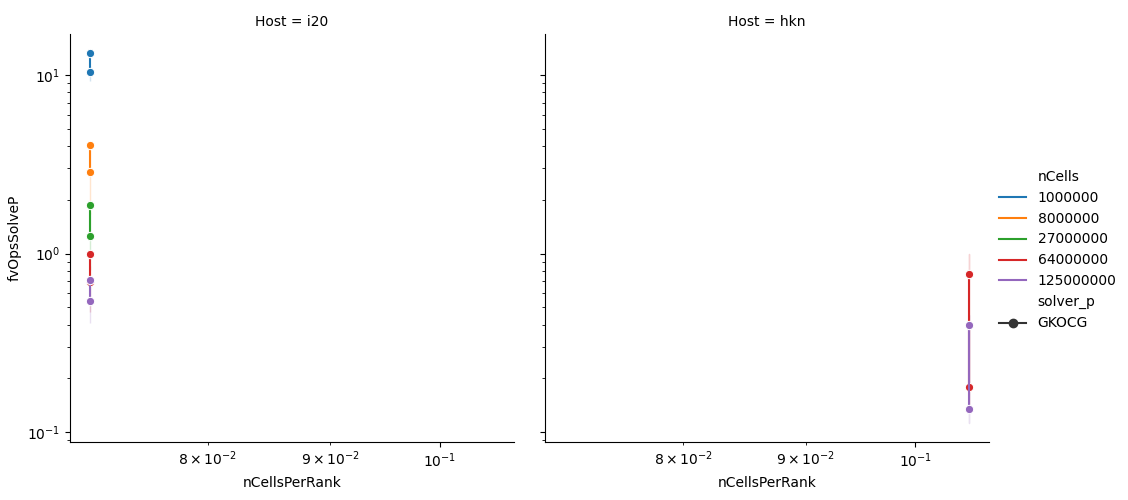 Host = i20
Host = hkn
fvOpsSolveP
10¹
10⁰
10⁻¹
8 × 10⁻²
9 × 10⁻²
10⁻¹
8 × 10⁻²
9 × 10⁻²
10⁻¹
nCellsPerRank
nCellsPerRank
nCells
1000000
8000000
27000000
64000000
125000000
solver_p
GKOCG